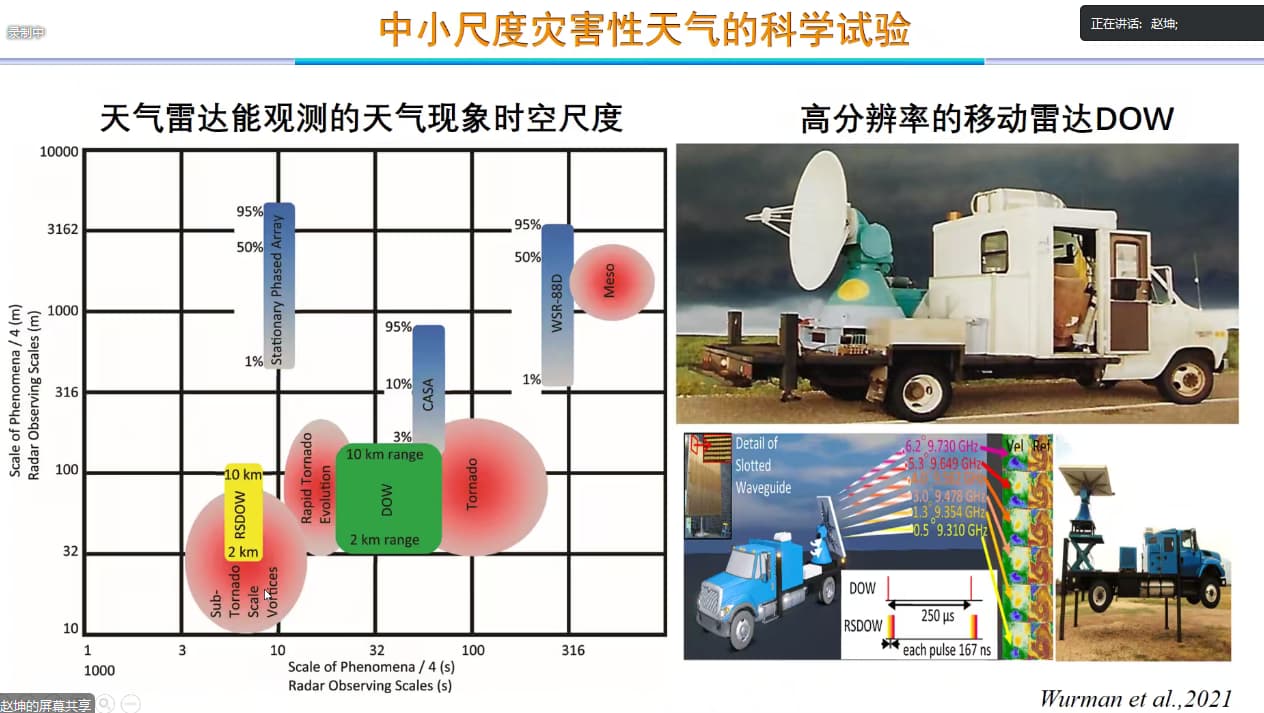 录制中
中小尺度灾害性天气的科学试验
正在讲话: 赵坤;
天气雷达能观测的天气现象时空尺度
10000
3162
1000
316
100
32
10
Scale of Phenomena / 4 (m)
Radar Observing Scales (m)
95%
50%
1%
Stationary Phased Array
95%
10%
3%
CASA
95%
50%
1%
WSR-88D
Meso
10 km
RSDOW
2 km
Sub-
Tornado
Scale
Vortices
Rapid Tornado
Evolution
10 km range
DOW
2 km range
Tornado
1
3
10
32
100
316
1000
Scale of Phenomena / 4 (s)
Radar Observing Scales (s)
高分辨率的移动雷达DOW
Detail of
Slotted
Waveguide
6.2° 9.730 GHz
5.3° 9.649 GHz
3.0° 9.478 GHz
1.3° 9.354 GHz
0.5° 9.310 GHz
Vel Ref
DOW
250 µs
RSDOW
each pulse 167 ns
Wurman et al.,2021
赵坤的屏幕共享